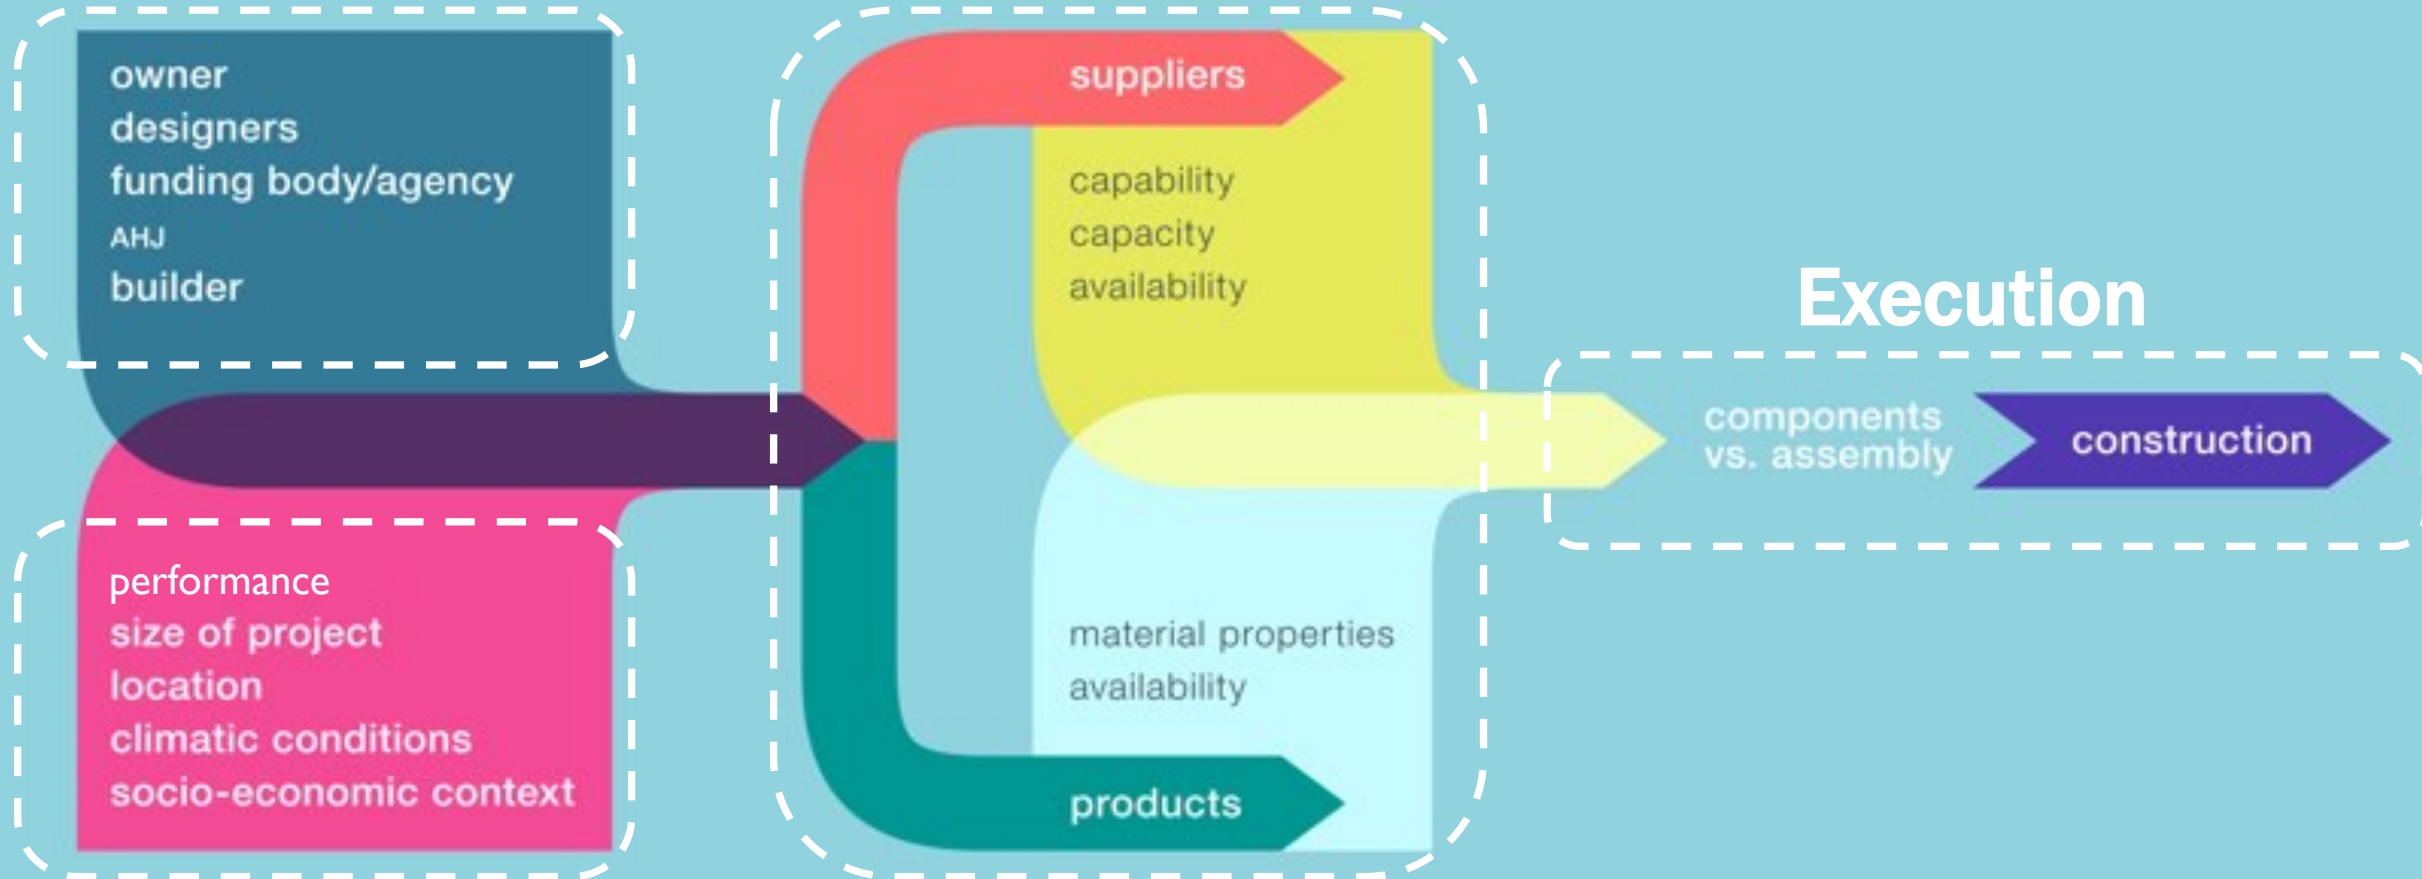 owner
designers
funding body/agency
AHJ
builder
performance
size of project
location
climatic conditions
socio-economic context
suppliers
capability
capacity
availability
material properties
availability
products
Execution
components
vs. assembly
construction